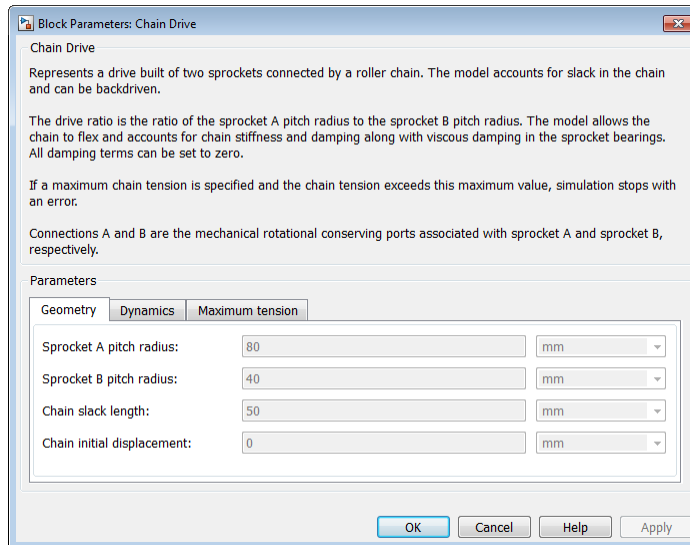 Block Parameters: Chain Drive
Chain Drive
Represents a drive built of two sprockets connected by a roller chain. The model accounts for slack in the chain
and can be backdriven.
The drive ratio is the ratio of the sprocket A pitch radius to the sprocket B pitch radius. The model allows the
chain to flex and accounts for chain stiffness and damping along with viscous damping in the sprocket bearings.
All damping terms can be set to zero.
If a maximum chain tension is specified and the chain tension exceeds this maximum value, simulation stops with
an error.
Connections A and B are the mechanical rotational conserving ports associated with sprocket A and sprocket B,
respectively.
Parameters
Geometry Dynamics Maximum tension
Sprocket A pitch radius: 80 mm
Sprocket B pitch radius: 40 mm
Chain slack length: 50 mm
Chain initial displacement: 0 mm
OK Cancel Help Apply